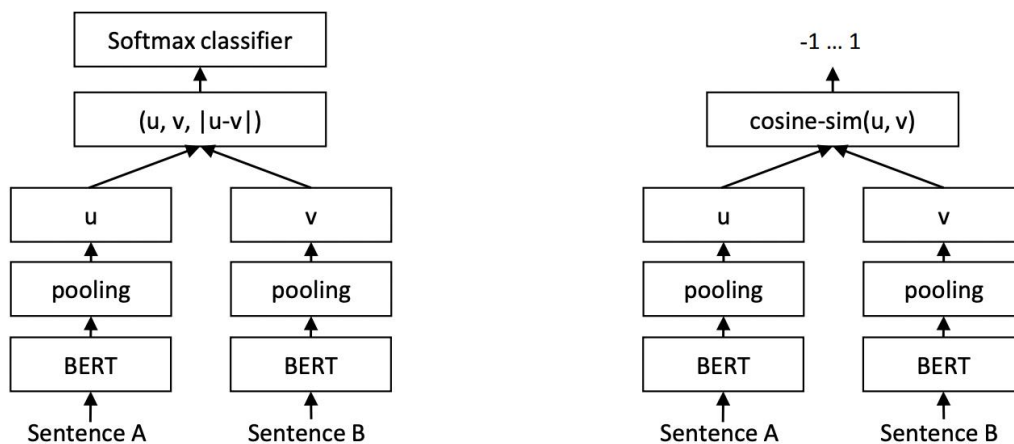 Softmax classifier
(u, v, |u-v|)
u
v
pooling
pooling
BERT
BERT
Sentence A
Sentence B
-1 … 1
cosine-sim(u, v)
u
v
pooling
pooling
BERT
BERT
Sentence A
Sentence B